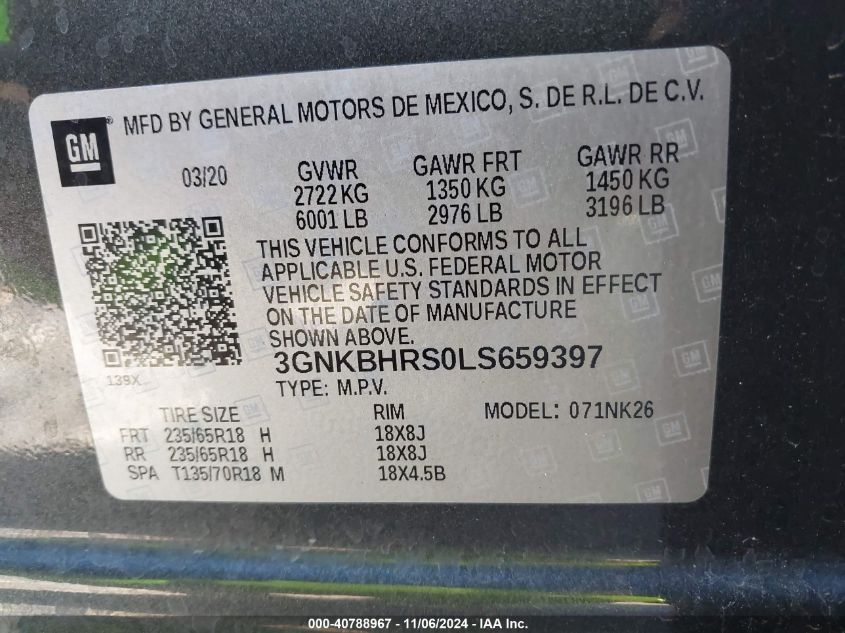 GM
MFD BY GENERAL MOTORS DE MEXICO, S. DE R.L. DE C.V.
03/20 GVWR GAWR FRT GAWR RR
2722 KG 1350 KG 1450 KG
6001 LB 2976 LB 3196 LB
THIS VEHICLE CONFORMS TO ALL
APPLICABLE U.S. FEDERAL MOTOR
VEHICLE SAFETY STANDARDS IN EFFECT
ON THE DATE OF MANUFACTURE
SHOWN ABOVE.
3GNKBHRS0LS659397
139X
TYPE: M.P.V.
TIRE SIZE RIM MODEL: 071NK26
FRT 235/65R18 H 18X8J
RR 235/65R18 H 18X8J
SPA T135/70R18 M 18X4.5B
000-40788967 - 11/06/2024 - Copyright IAA, Inc.